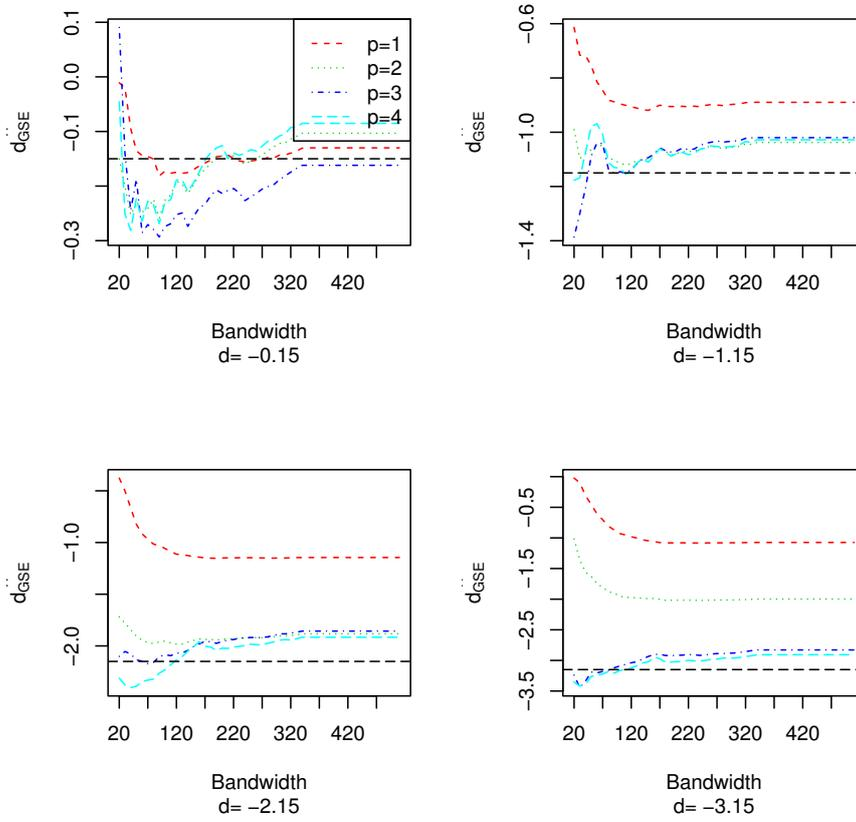 0.1
0.0
−0.1
−0.3
d̈GSE
p=1
p=2
p=3
p=4
20 120 220 320 420
Bandwidth
d= −0.15
−0.6
−1.0
−1.4
d̈GSE
20 120 220 320 420
Bandwidth
d= −1.15
−1.0
−2.0
d̈GSE
20 120 220 320 420
Bandwidth
d= −2.15
−0.5
−1.5
−2.5
−3.5
d̈GSE
20 120 220 320 420
Bandwidth
d= −3.15